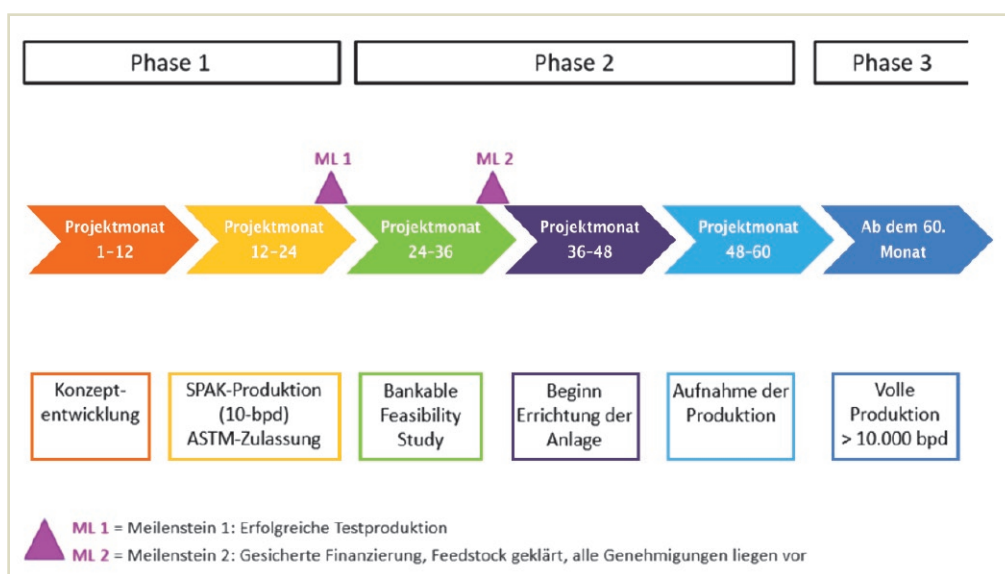 Phase 1
Phase 2
Phase 3
ML 1
ML 2
Projektmonat
1–12
Projektmonat
12–24
Projektmonat
24–36
Projektmonat
36–48
Projektmonat
48–60
Ab dem 60.
Monat
Konzept-
entwicklung
SPAK-Produktion
(10-bpd)
ASTM-Zulassung
Bankable
Feasibility
Study
Beginn
Errichtung der
Anlage
Aufnahme der
Produktion
Volle
Produktion
> 10.000 bpd
ML 1 = Meilenstein 1: Erfolgreiche Testproduktion
ML 2 = Meilenstein 2: Gesicherte Finanzierung, Feedstock geklärt, alle Genehmigungen liegen vor